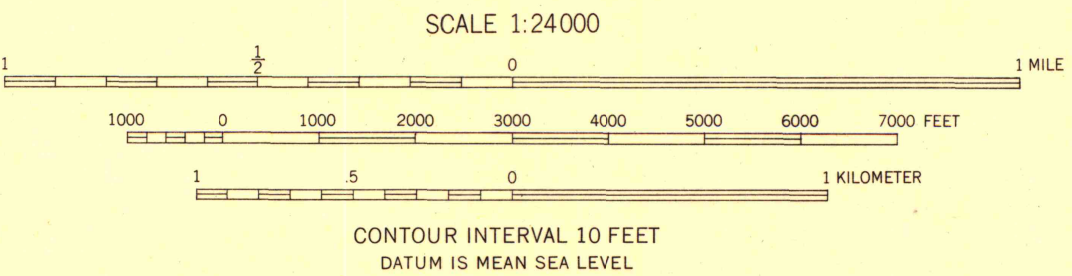 SCALE 1:24000
1 1/2 0 1 MILE
1000 0 1000 2000 3000 4000 5000 6000 7000 FEET
1 .5 0 1 KILOMETER
CONTOUR INTERVAL 10 FEET
DATUM IS MEAN SEA LEVEL